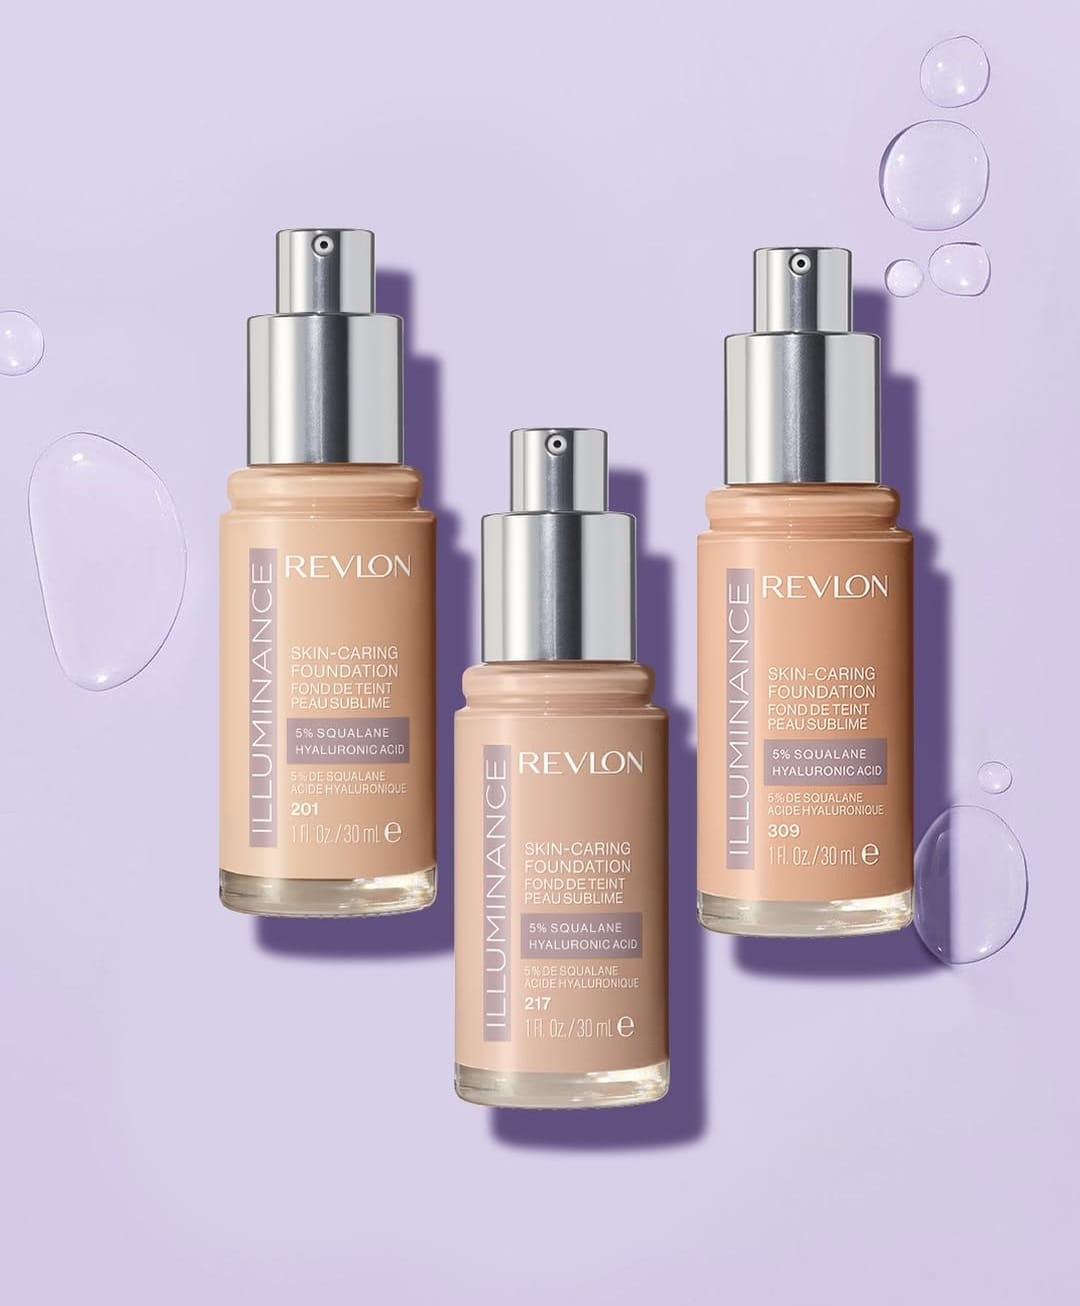 ILLUMINANCE
REVLON
SKIN-CARING
FOUNDATION
FOND DE TEINT
PEAU SUBLIME
5% SQUALANE
HYALURONIC ACID
5% DE SQUALANE
ACIDE HYALURONIQUE
201
1 Fl. Oz./30 mL e
ILLUMINANCE
REVLON
SKIN-CARING
FOUNDATION
FOND DE TEINT
PEAU SUBLIME
5% SQUALANE
HYALURONIC ACID
5% DE SQUALANE
ACIDE HYALURONIQUE
217
1 Fl. Oz./30 mL e
ILLUMINANCE
REVLON
SKIN-CARING
FOUNDATION
FOND DE TEINT
PEAU SUBLIME
5% SQUALANE
HYALURONIC ACID
5% DE SQUALANE
ACIDE HYALURONIQUE
309
1 Fl. Oz./30 mL e